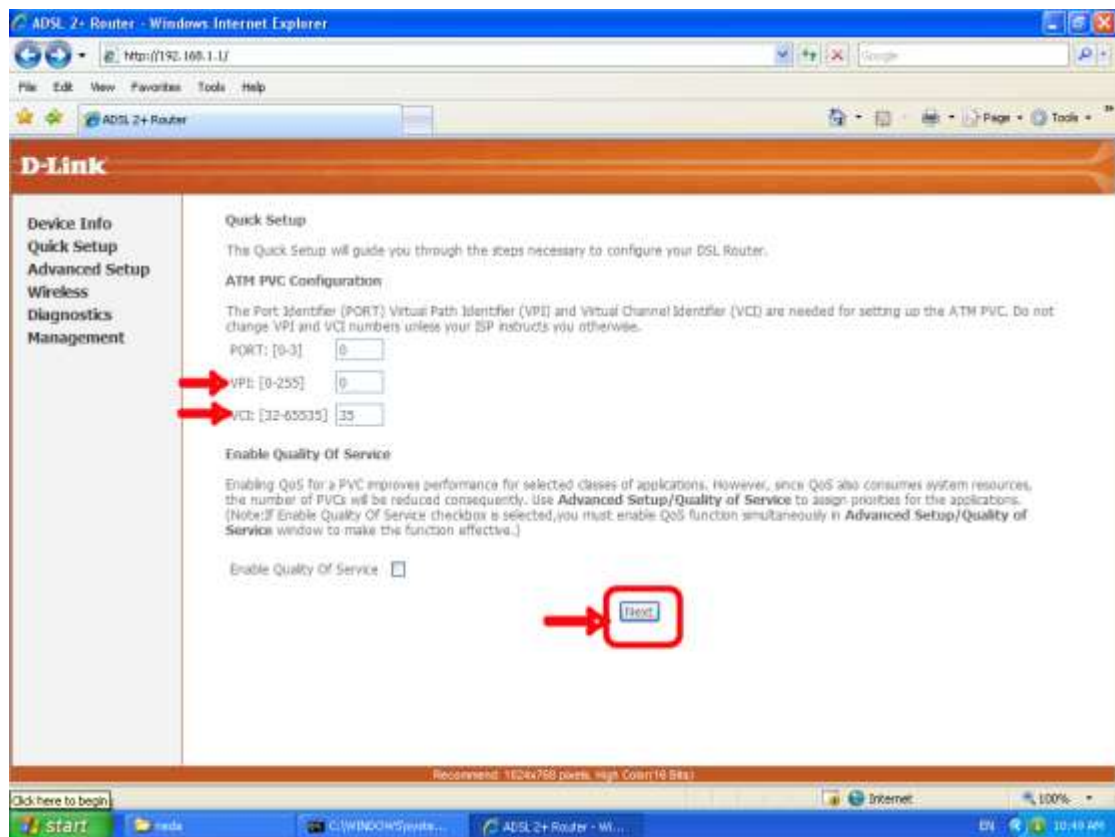 ADSL 2+ Router - Windows Internet Explorer
http://192.168.1.1/
Google
File Edit View Favorites Tools Help
ADSL 2+ Router
Page Tools
D-Link
Device Info
Quick Setup
Advanced Setup
Wireless
Diagnostics
Management
Quick Setup
This Quick Setup will guide you through the steps necessary to configure your DSL Router.
ATM PVC Configuration
The Port Identifier (PORT) Virtual Path Identifier (VPI) and Virtual Channel Identifier (VCI) are needed for setting up the ATM PVC. Do not
change VPI and VCI numbers unless your ISP instructs you otherwise.
PORT: [0-3] 0
VPI: [0-255] 0
VCI: [32-65535] 35
Enable Quality Of Service
Enabling QoS for a PVC improves performance for selected classes of applications. However, since QoS also consumes system resources,
the number of PVCs will be reduced consequently. Use Advanced Setup/Quality of Service to assign priorities for the applications.
(Note:If Enable Quality Of Service checkbox is selected,you must enable QoS function simultaneously in Advanced Setup/Quality of
Service window to make the function effective.)
Enable Quality Of Service
Next
Recommend: 1024x768 pixels, High Color(16 Bits)
Click here to begin
Internet
100%
start
nada
C:\WINDOWS\syste...
ADSL 2+ Router - Wi...
EN
10:49 AM